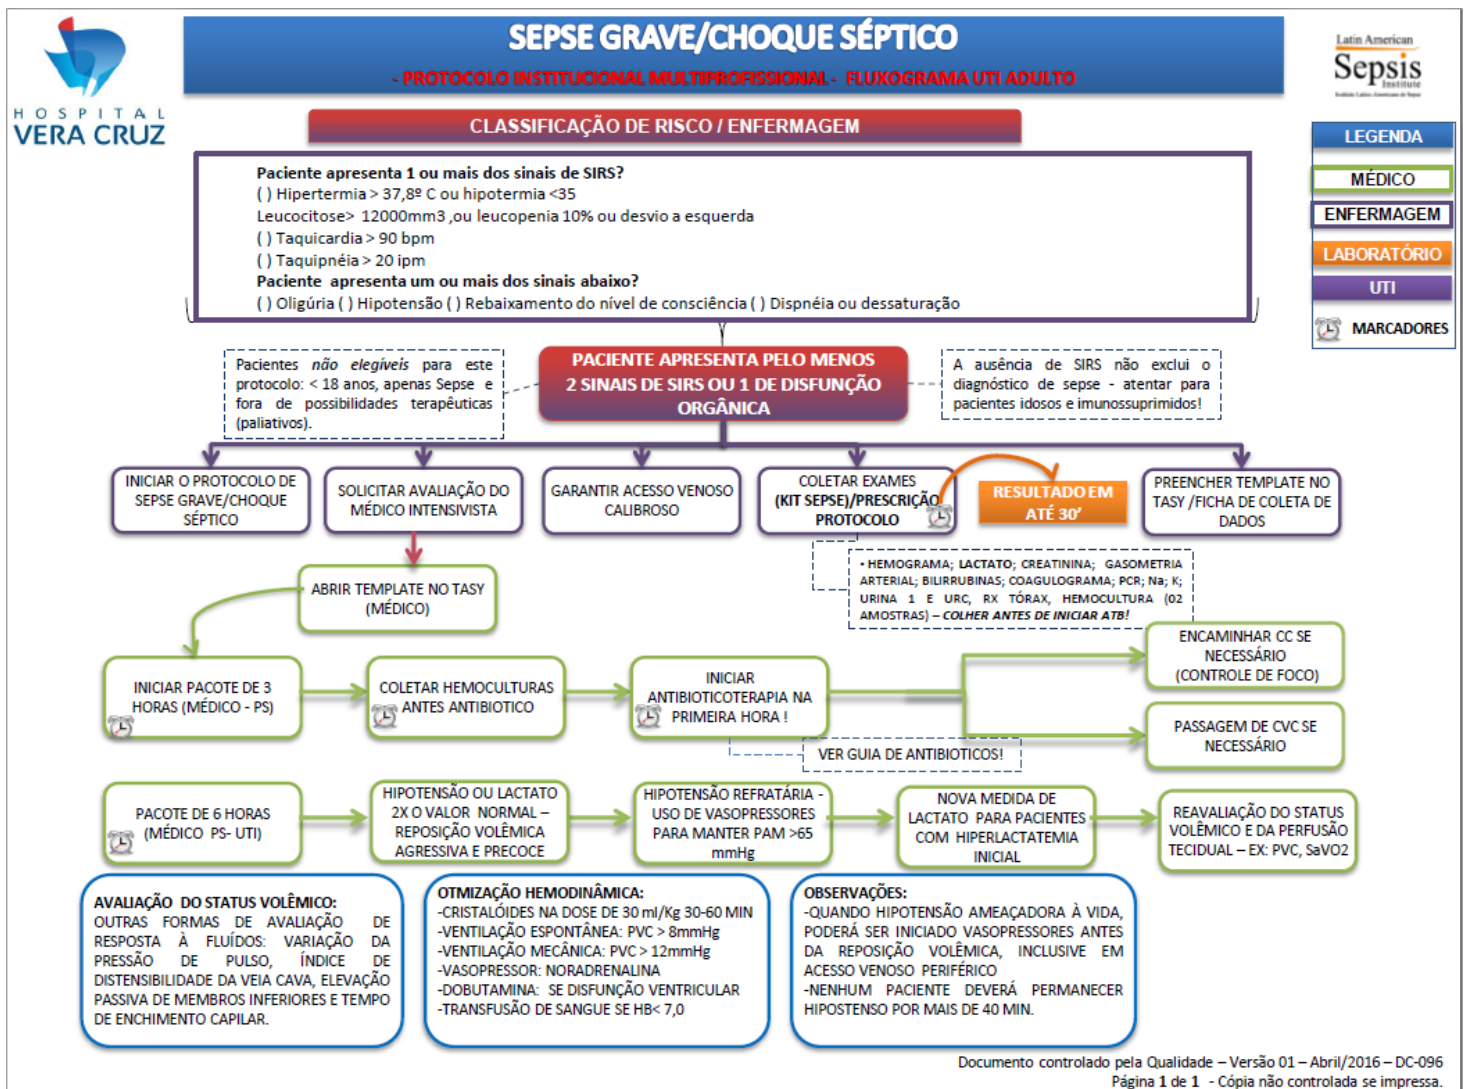 HOSPITAL
VERA CRUZ
SEPSE GRAVE/CHOQUE SÉPTICO
- PROTOCOLO INSTITUCIONAL MULTIPROFISSIONAL - FLUXOGRAMA UTI ADULTO
Latin American
Sepsis
Institute
Instituto Latino Americano de Sepse
CLASSIFICAÇÃO DE RISCO / ENFERMAGEM
LEGENDA
MÉDICO
ENFERMAGEM
LABORATÓRIO
UTI
MARCADORES
Paciente apresenta 1 ou mais dos sinais de SIRS?
( ) Hipertermia > 37,8º C ou hipotermia <35
Leucocitose> 12000mm3 ,ou leucopenia 10% ou desvio a esquerda
( ) Taquicardia > 90 bpm
( ) Taquipnéia > 20 ipm
Paciente apresenta um ou mais dos sinais abaixo?
( ) Oligúria ( ) Hipotensão ( ) Rebaixamento do nível de consciência ( ) Dispnéia ou dessaturação
Pacientes não elegíveis para este
protocolo: < 18 anos, apenas Sepse e
fora de possibilidades terapêuticas
(paliativos).
PACIENTE APRESENTA PELO MENOS
2 SINAIS DE SIRS OU 1 DE DISFUNÇÃO
ORGÂNICA
A ausência de SIRS não exclui o
diagnóstico de sepse - atentar para
pacientes idosos e imunossuprimidos!
INICIAR O PROTOCOLO DE
SEPSE GRAVE/CHOQUE
SÉPTICO
SOLICITAR AVALIAÇÃO DO
MÉDICO INTENSIVISTA
GARANTIR ACESSO VENOSO
CALIBROSO
COLETAR EXAMES
(KIT SEPSE)/PRESCRIÇÃO
PROTOCOLO
RESULTADO EM
ATÉ 30'
PREENCHER TEMPLATE NO
TASY /FICHA DE COLETA DE
DADOS
• HEMOGRAMA; LACTATO; CREATININA; GASOMETRIA
ARTERIAL; BILIRRUBINAS; COAGULOGRAMA; PCR; Na; K;
URINA 1 E URC, RX TÓRAX, HEMOCULTURA (02
AMOSTRAS) – COLHER ANTES DE INICIAR ATB!
ABRIR TEMPLATE NO TASY
(MÉDICO)
INICIAR PACOTE DE 3
HORAS (MÉDICO - PS)
COLETAR HEMOCULTURAS
ANTES ANTIBIOTICO
INICIAR
ANTIBIOTICOTERAPIA NA
PRIMEIRA HORA !
VER GUIA DE ANTIBIOTICOS!
ENCAMINHAR CC SE
NECESSÁRIO
(CONTROLE DE FOCO)
PASSAGEM DE CVC SE
NECESSÁRIO
PACOTE DE 6 HORAS
(MÉDICO PS- UTI)
HIPOTENSÃO OU LACTATO
2X O VALOR NORMAL –
REPOSIÇÃO VOLÊMICA
AGRESSIVA E PRECOCE
HIPOTENSÃO REFRATÁRIA -
USO DE VASOPRESSORES
PARA MANTER PAM >65
mmHg
NOVA MEDIDA DE
LACTATO PARA PACIENTES
COM HIPERLACTATEMIA
INICIAL
REAVALIAÇÃO DO STATUS
VOLÊMICO E DA PERFUSÃO
TECIDUAL – EX: PVC, SaVO2
AVALIAÇÃO DO STATUS VOLÊMICO:
OUTRAS FORMAS DE AVALIAÇÃO DE
RESPOSTA À FLUÍDOS: VARIAÇÃO DA
PRESSÃO DE PULSO, ÍNDICE DE
DISTENSIBILIDADE DA VEIA CAVA, ELEVAÇÃO
PASSIVA DE MEMBROS INFERIORES E TEMPO
DE ENCHIMENTO CAPILAR.
OTMIZAÇÃO HEMODINÂMICA:
-CRISTALÓIDES NA DOSE DE 30 ml/Kg 30-60 MIN
-VENTILAÇÃO ESPONTÂNEA: PVC > 8mmHg
-VENTILAÇÃO MECÂNICA: PVC > 12mmHg
-VASOPRESSOR: NORADRENALINA
-DOBUTAMINA: SE DISFUNÇÃO VENTRICULAR
-TRANSFUSÃO DE SANGUE SE HB< 7,0
OBSERVAÇÕES:
-QUANDO HIPOTENSÃO AMEAÇADORA À VIDA,
PODERÁ SER INICIADO VASOPRESSORES ANTES
DA REPOSIÇÃO VOLÊMICA, INCLUSIVE EM
ACESSO VENOSO PERIFÉRICO
-NENHUM PACIENTE DEVERÁ PERMANECER
HIPOSTENSO POR MAIS DE 40 MIN.
Documento controlado pela Qualidade – Versão 01 – Abril/2016 – DC-096
Página 1 de 1 - Cópia não controlada se impressa.